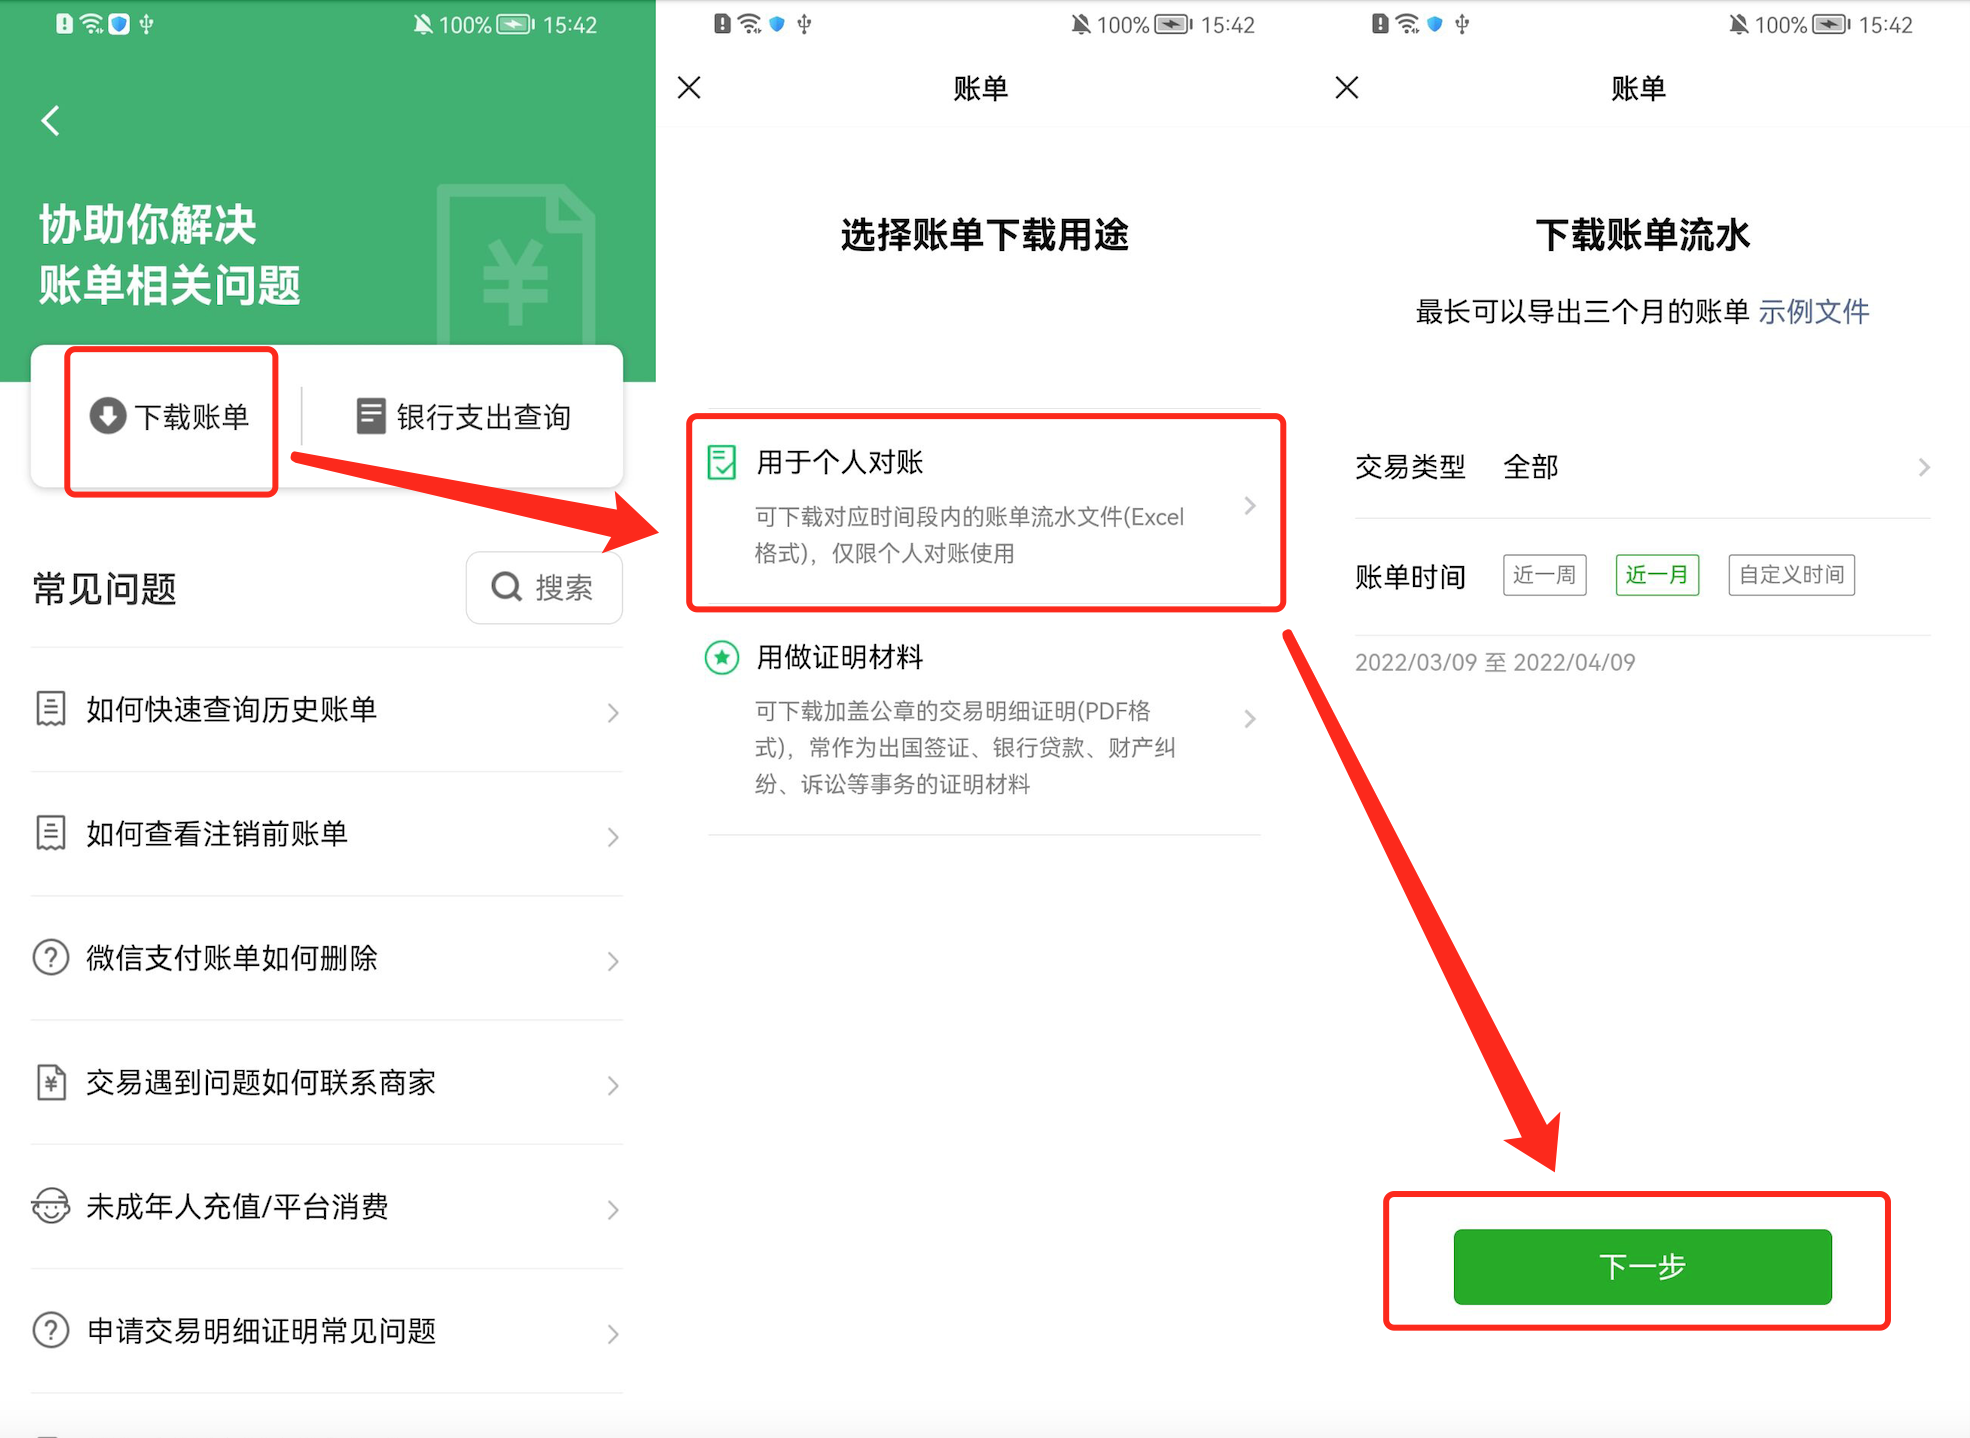 100% 15:42
协助你解决
账单相关问题
下载账单
银行支出查询
常见问题
搜索
如何快速查询历史账单
如何查看注销前账单
微信支付账单如何删除
交易遇到问题如何联系商家
未成年人充值/平台消费
申请交易明细证明常见问题
100% 15:42
账单
选择账单下载用途
用于个人对账
可下载对应时间段内的账单流水文件(Excel
格式)，仅限个人对账使用
用做证明材料
可下载加盖公章的交易明细证明(PDF格
式)，常作为出国签证、银行贷款、财产纠
纷、诉讼等事务的证明材料
100% 15:42
账单
下载账单流水
最长可以导出三个月的账单 示例文件
交易类型 全部
账单时间 近一周 近一月 自定义时间
2022/03/09 至 2022/04/09
下一步